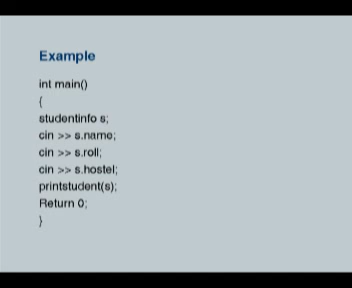 Example
int main()
{
studentinfo s;
cin >> s.name;
cin >> s.roll;
cin >> s.hostel;
printstudent(s);
Return 0;
}